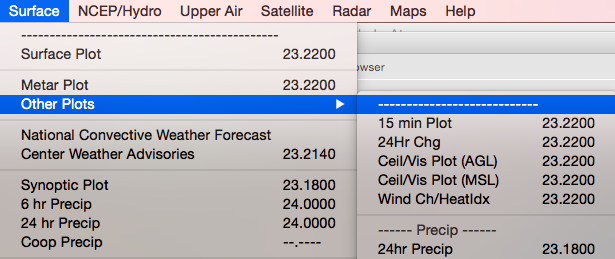 Surface NCEP/Hydro Upper Air Satellite Radar Maps Help
--------------------------------------------
Surface Plot 23.2200
Metar Plot 23.2200
Other Plots
National Convective Weather Forecast
Center Weather Advisories 23.2140
Synoptic Plot 23.1800
6 hr Precip 24.0000
24 hr Precip 24.0000
Coop Precip --.----
owser
----------------------------
15 min Plot 23.2200
24Hr Chg 23.2200
Ceil/Vis Plot (AGL) 23.2200
Ceil/Vis Plot (MSL) 23.2200
Wind Ch/HeatIdx 23.2200
------ Precip ------
24hr Precip 23.1800